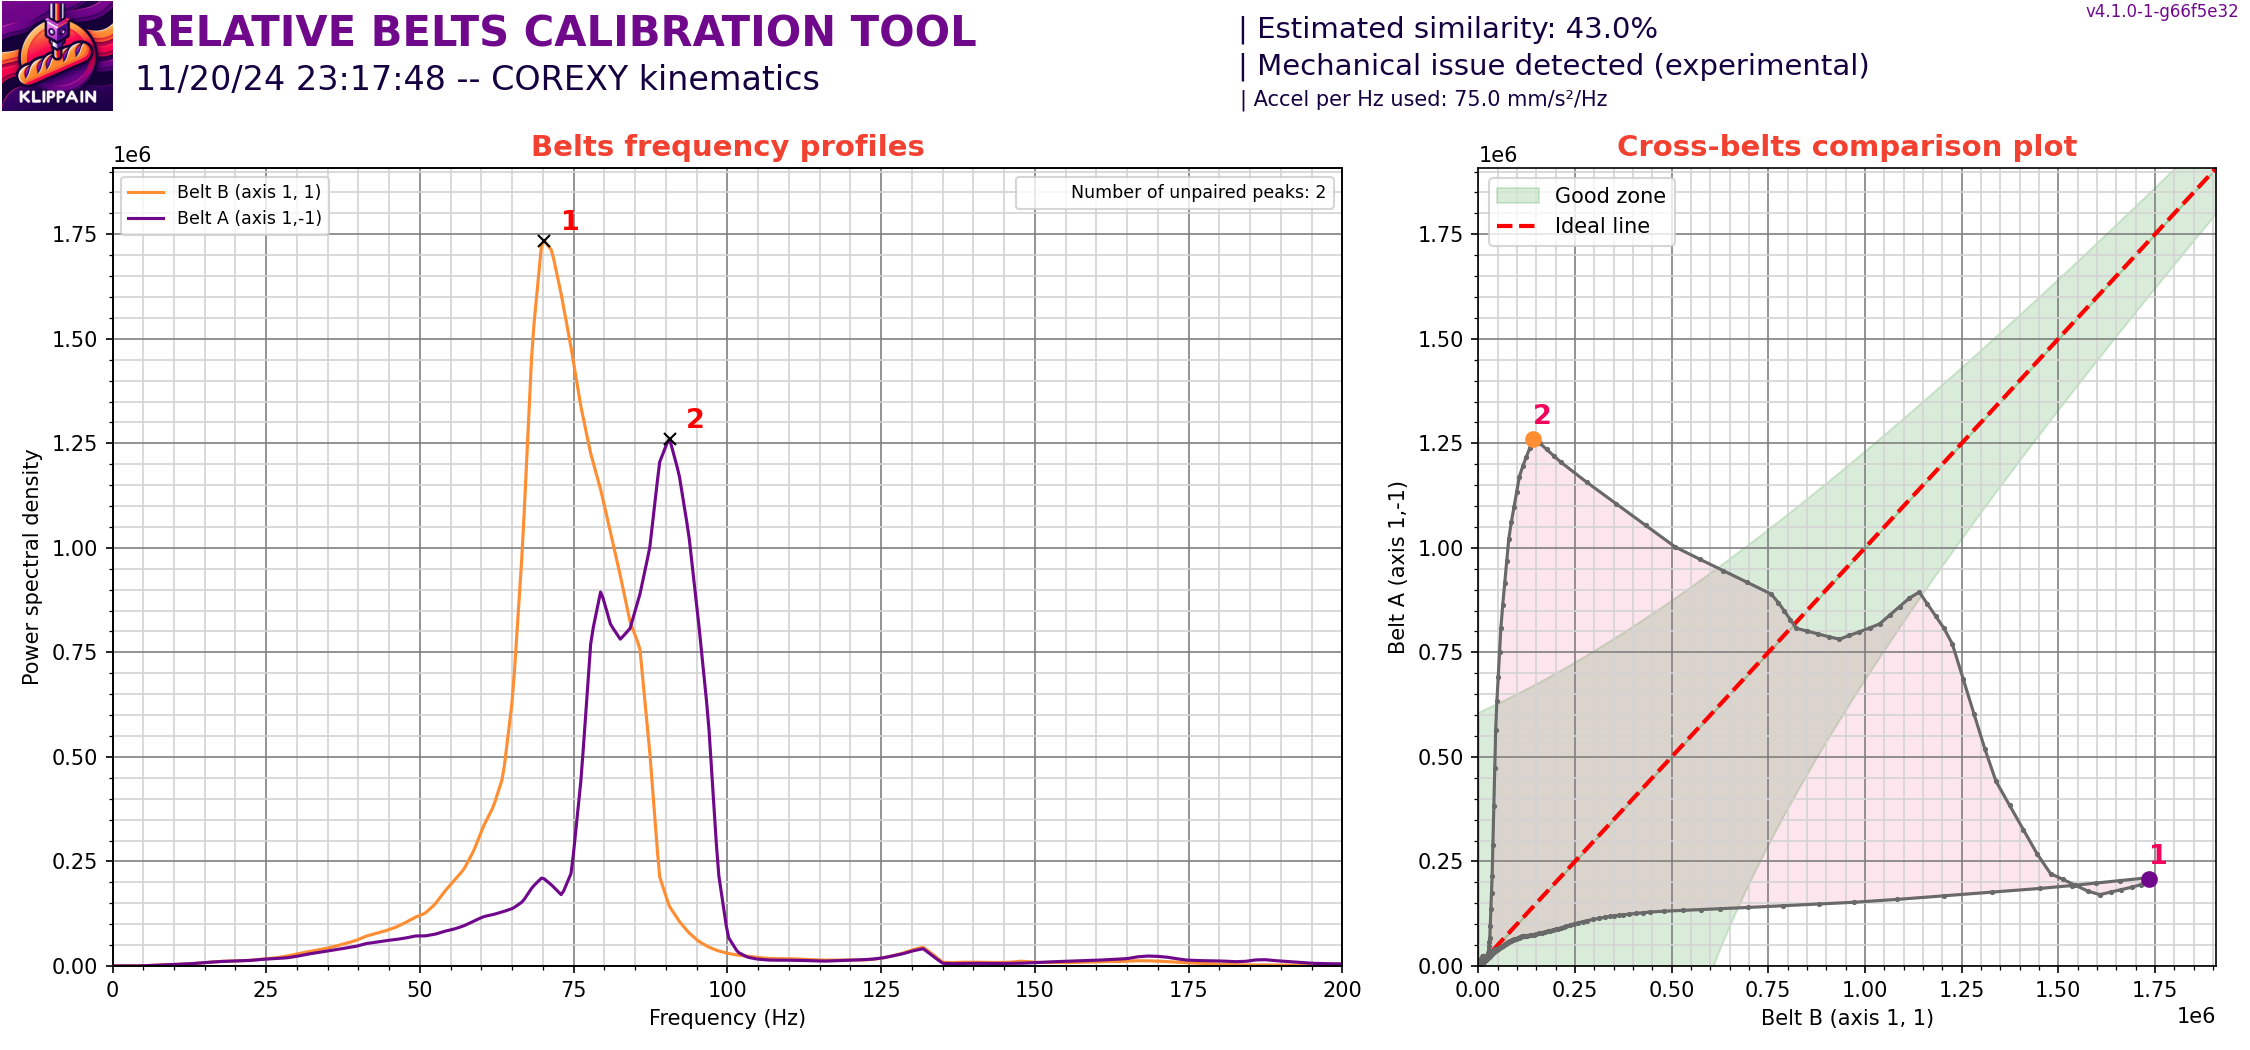 KLIPPAIN
RELATIVE BELTS CALIBRATION TOOL
11/20/24 23:17:48 -- COREXY kinematics
| Estimated similarity: 43.0%
| Mechanical issue detected (experimental)
| Accel per Hz used: 75.0 mm/s²/Hz
v4.1.0-1-g66f5e32
Belts frequency profiles
1e6
Belt B (axis 1, 1)
Belt A (axis 1,-1)
Number of unpaired peaks: 2
1
2
Power spectral density
1.75
1.50
1.25
1.00
0.75
0.50
0.25
0.00
0 25 50 75 100 125 150 175 200
Frequency (Hz)
Cross-belts comparison plot
1e6
Good zone
Ideal line
2
1
Belt A (axis 1,-1)
1.75
1.50
1.25
1.00
0.75
0.50
0.25
0.00
0.00 0.25 0.50 0.75 1.00 1.25 1.50 1.75
Belt B (axis 1, 1)
1e6